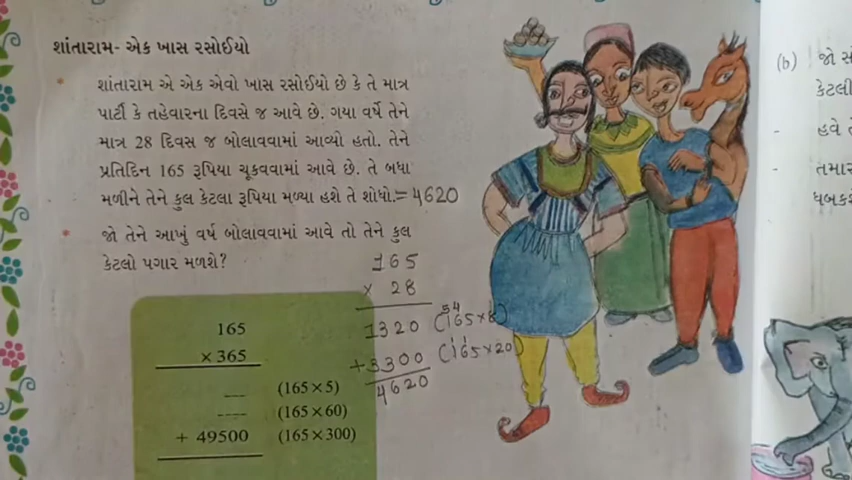 શાંતારામ- એક ખાસ રસોઈયો
શાંતારામ એ એક એવો ખાસ રસોઈયો છે કે તે માત્ર
પાર્ટી કે તહેવારના દિવસે જ આવે છે. ગયા વર્ષે તેને
માત્ર 28 દિવસ જ બોલાવવામાં આવ્યો હતો. તેને
પ્રતિદિન 165 રૂપિયા ચૂકવવામાં આવે છે. તે બધા
મળીને તેને કુલ કેટલા રૂપિયા મળ્યા હશે તે શોધો.=4620
જો તેને આખું વર્ષ બોલાવવામાં આવે તો તેને કુલ
કેટલો પગાર મળશે?
165
× 28
1320 (165×8)
+3300 (165×20)
4620
165
×365
___ (165×5)
____ (165×60)
+ 49500 (165×300)
(b) જો
કેટલી
હવે
તમાર